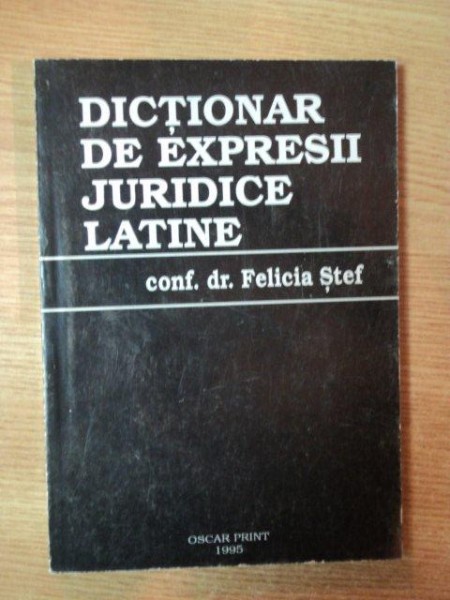 DICȚIONAR
DE EXPRESII
JURIDICE
LATINE
conf. dr. Felicia Ștef
OSCAR PRINT
1995